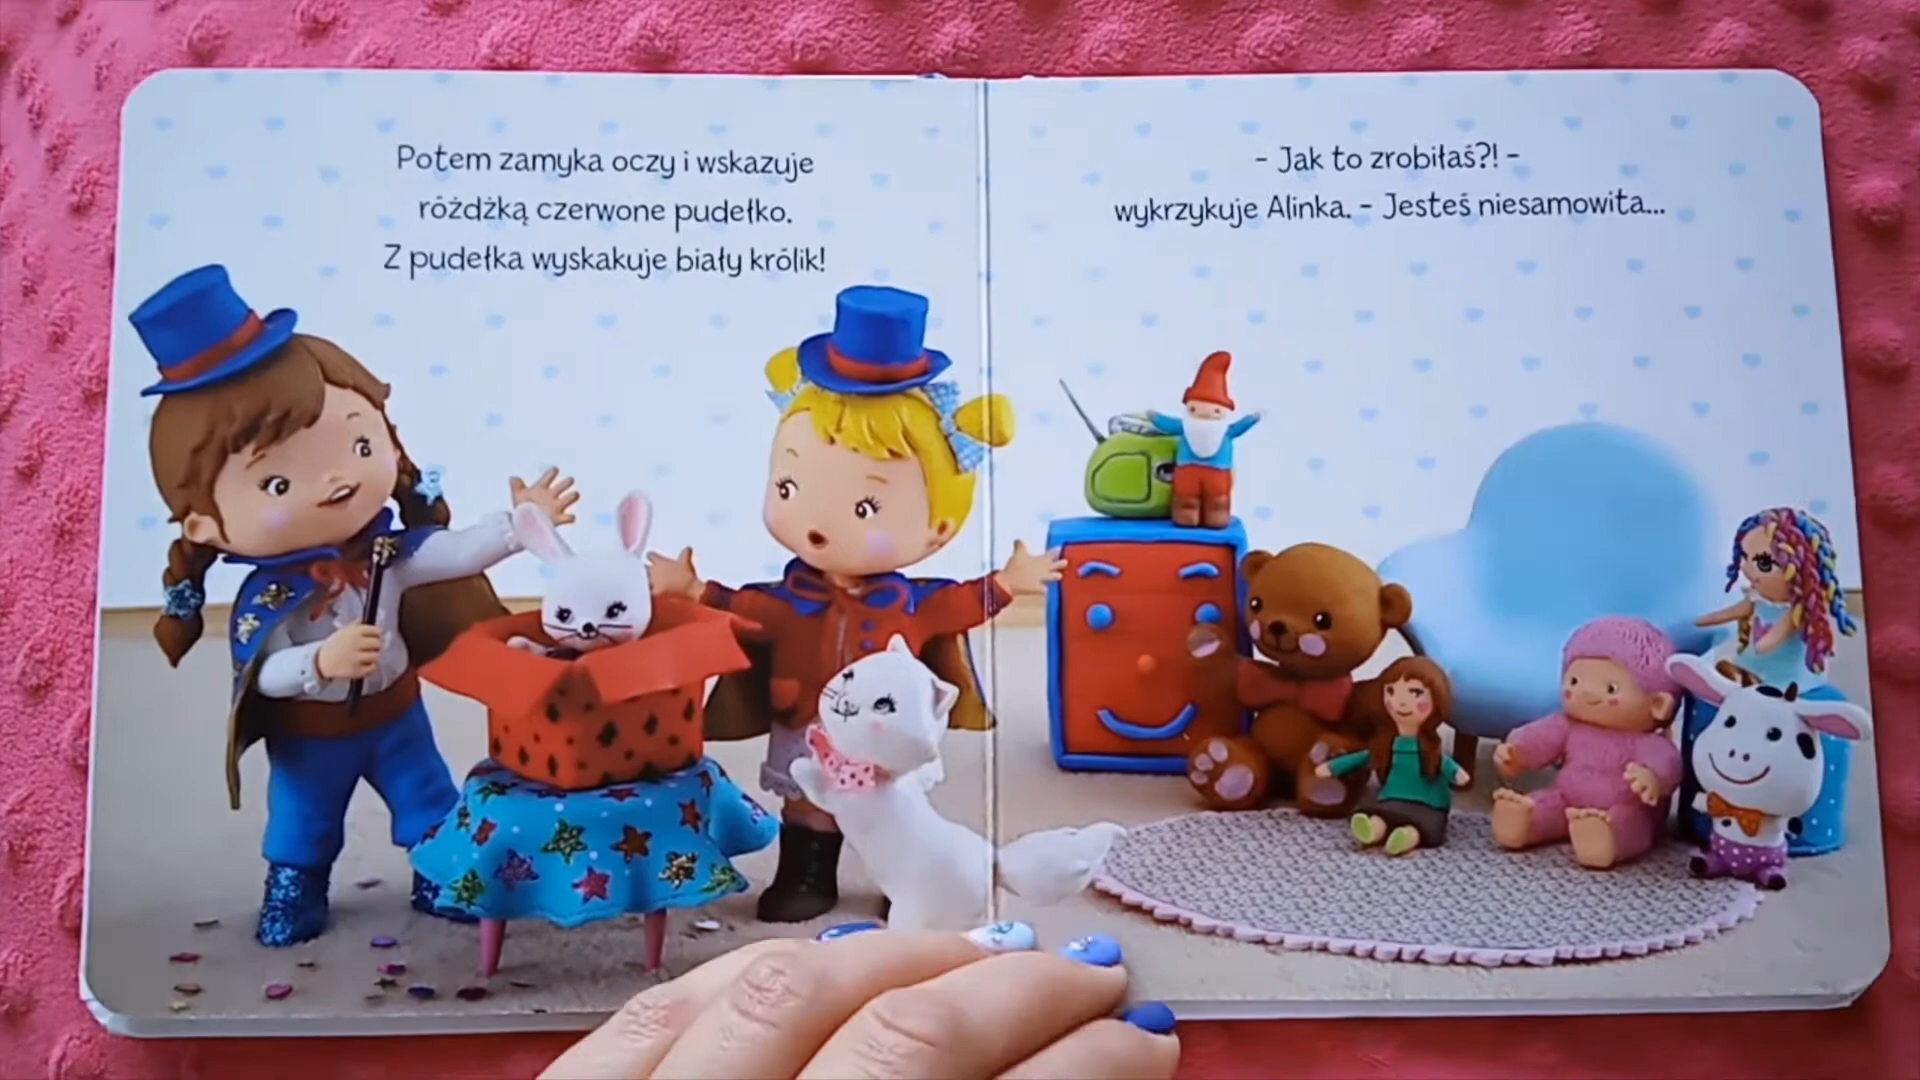 Potem zamyka oczy i wskazuje
różdżką czerwone pudełko.
Z pudełka wyskakuje biały królik!
- Jak to zrobiłaś?! -
wykrzykuje Alinka. - Jesteś niesamowita...